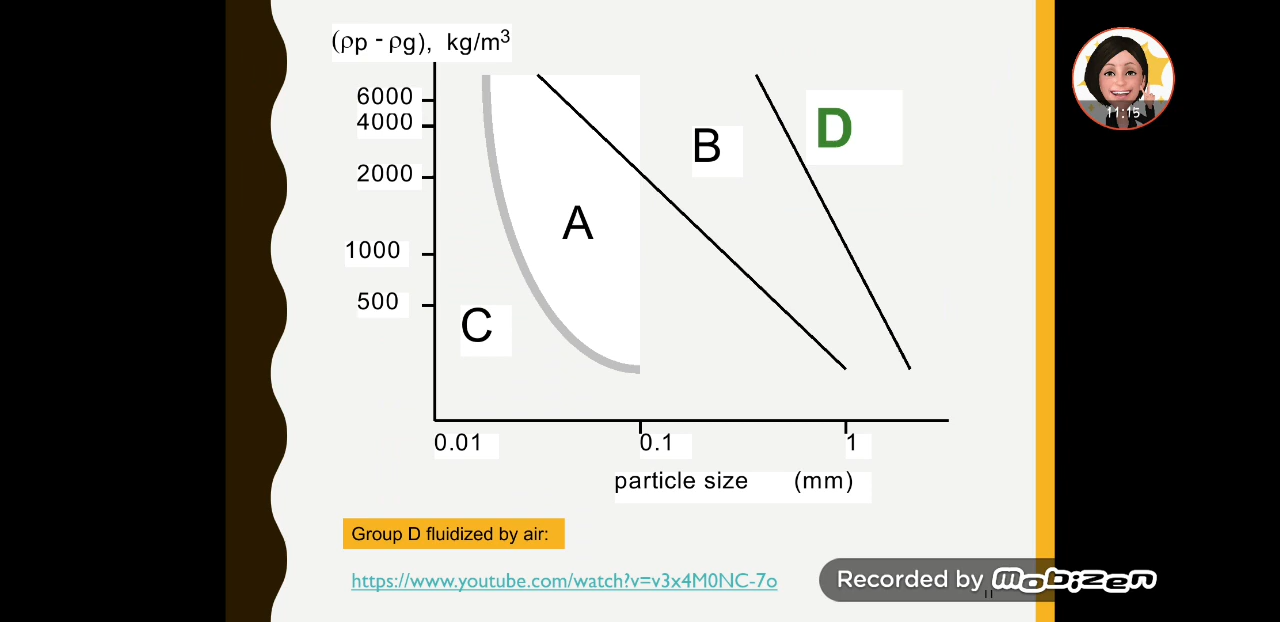 (ρp - ρg), kg/m³
6000
4000
2000
1000
500
A
B
C
D
0.01
0.1
1
particle size (mm)
Group D fluidized by air:
https://www.youtube.com/watch?v=v3x4M0NC-7o
11:15
Recorded by mobizen
11